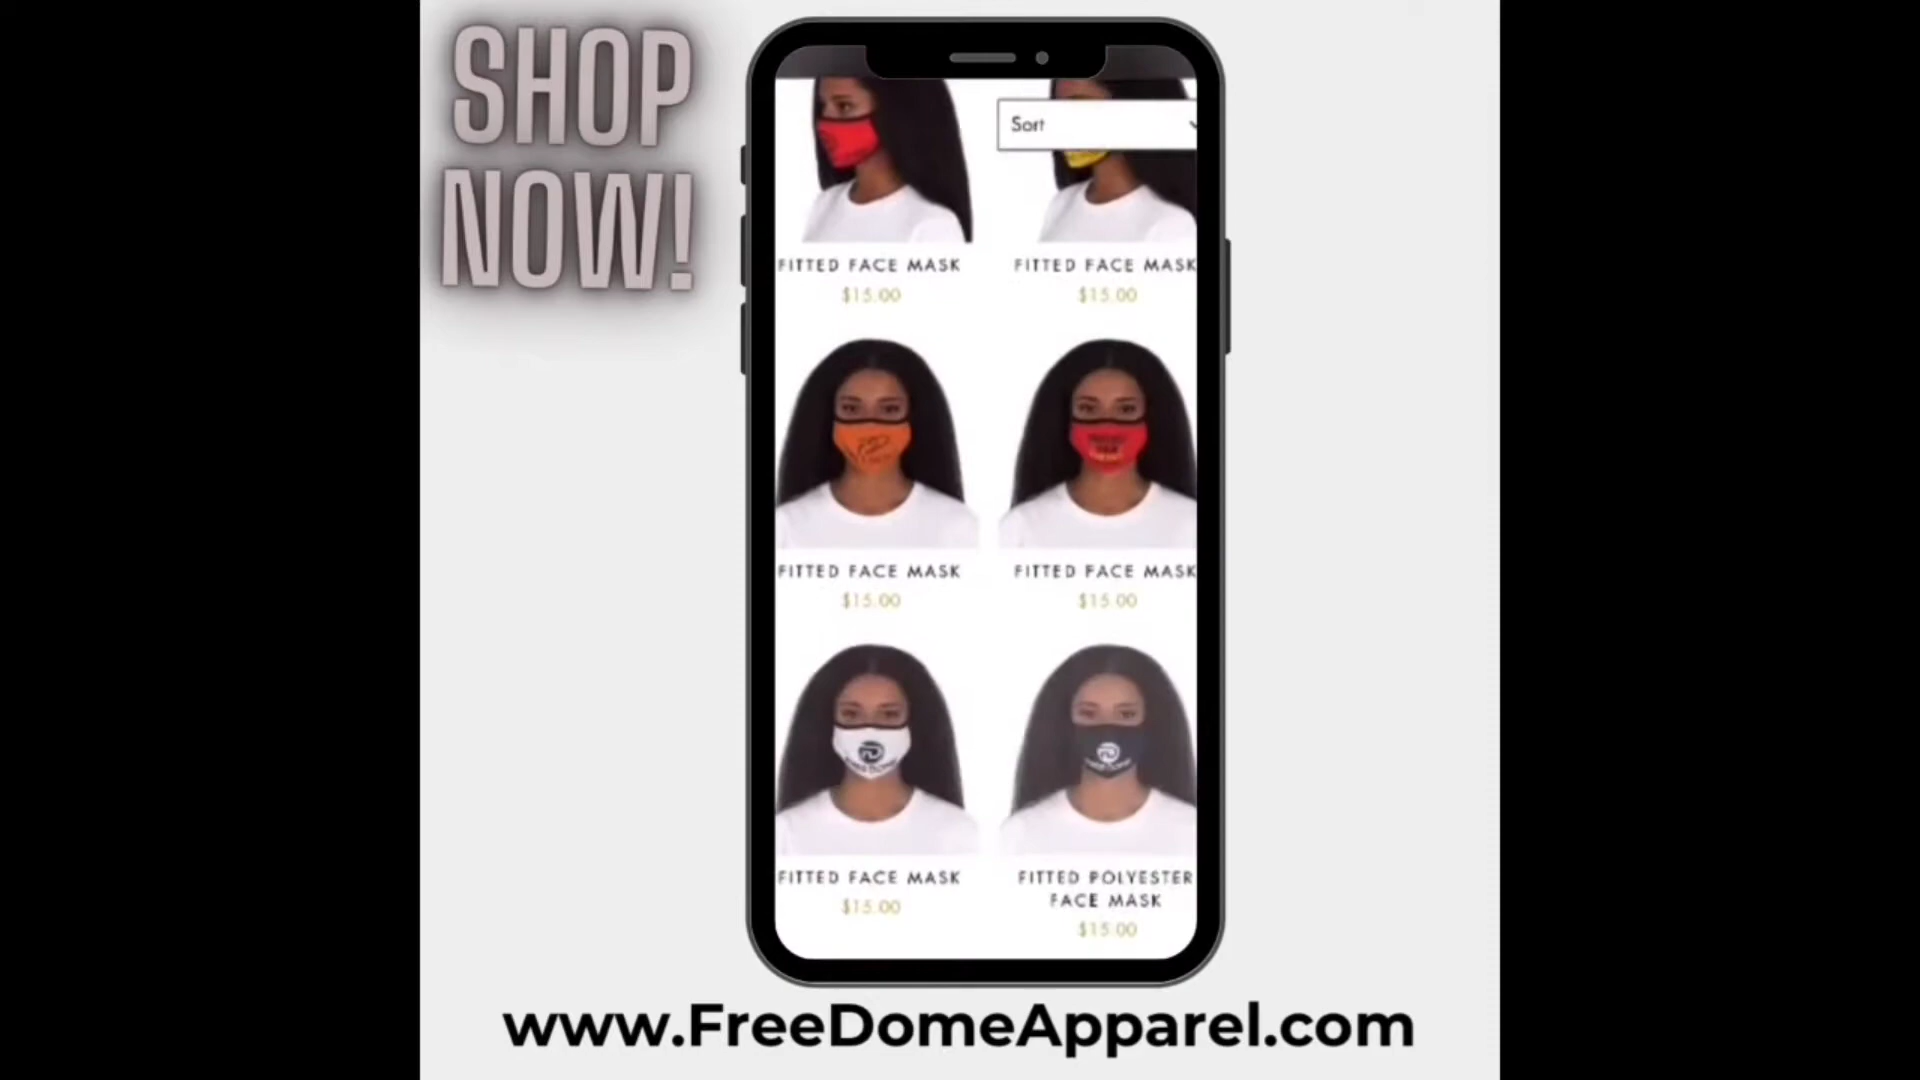 SHOP
NOW!
Sort
FITTED FACE MASK
$15.00
FITTED FACE MASK
$15.00
FITTED FACE MASK
$15.00
FITTED FACE MASK
$15.00
FITTED FACE MASK
$15.00
FITTED POLYESTER
FACE MASK
$15.00
www.FreeDomeApparel.com